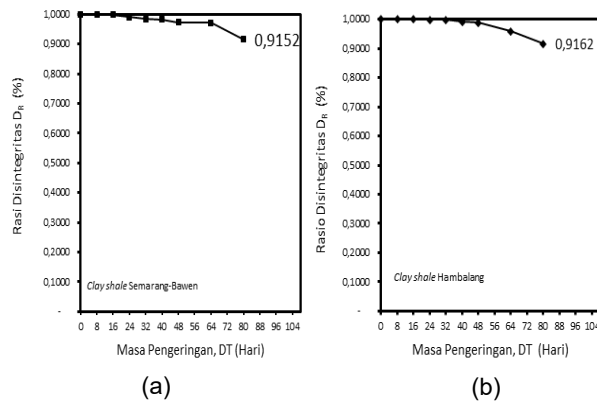 1,0000
0,9000
0,8000
0,7000
0,6000
0,5000
0,4000
0,3000
0,2000
0,1000
-
Rasi Disintegritas DR (%)
0,9152
Clay shale Semarang-Bawen
0 8 16 24 32 40 48 56 64 72 80 88 96 104
Masa Pengeringan, DT (Hari)
(a)
1,0000
0,9000
0,8000
0,7000
0,6000
0,5000
0,4000
0,3000
0,2000
0,1000
-
Rasio Disintegritas DR (%)
0,9162
Clay shale Hambalang
0 8 16 24 32 40 48 56 64 72 80 88 96 104
Masa Pengeringan, DT (Hari)
(b)